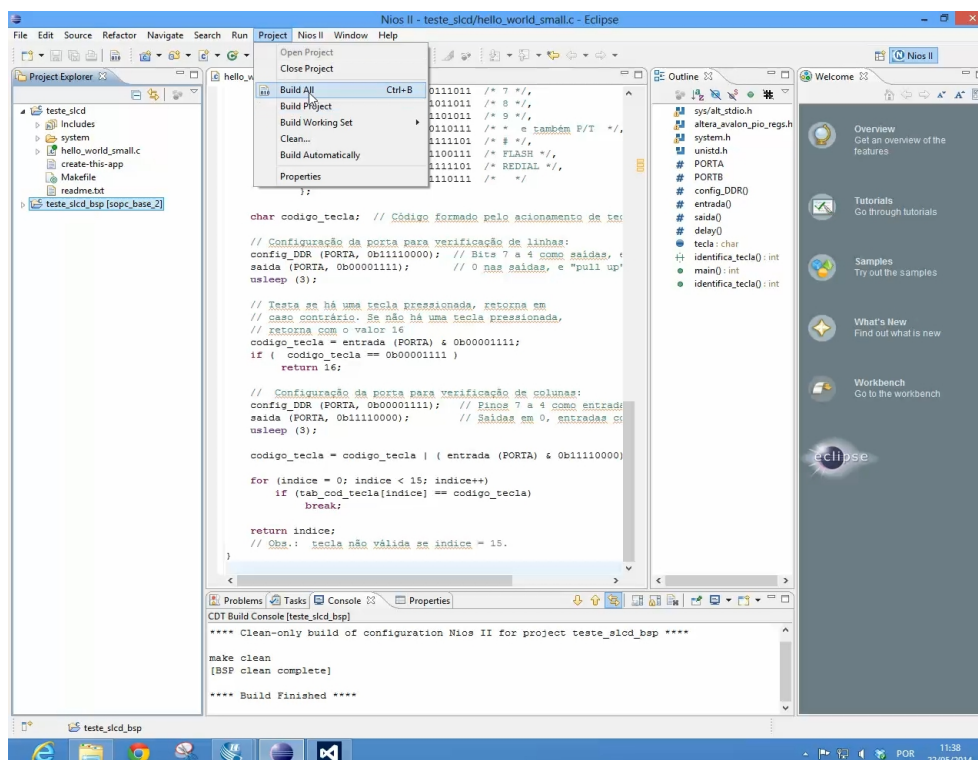 Nios II - teste_slcd/hello_world_small.c - Eclipse
File Edit Source Refactor Navigate Search Run Project Nios II Window Help
Nios II
Open Project
Close Project
Build All Ctrl+B
Build Project
Build Working Set
Clean...
Build Automatically
Properties
Project Explorer
teste_slcd
Includes
system
hello_world_small.c
create-this-app
Makefile
readme.txt
teste_slcd_bsp [sopc_base_2]
hello_w
0111011 /* 7 */,
1011011 /* 8 */,
1101011 /* 9 */,
0110111 /* * e também P/T */,
1111101 /* # */,
1100111 /* FLASH */,
1111101 /* REDIAL */,
1110111 /* */
};
char codigo_tecla; // Código formado pelo acionamento de tec
// Configuração da porta para verificação de linhas:
config_DDR (PORTA, 0b11110000); // Bits 7 a 4 como saídas, e
saida (PORTA, 0b00001111); // 0 nas saídas, e "pull up"
usleep (3);
// Testa se há uma tecla pressionada, retorna em
// caso contrário. Se não há uma tecla pressionada,
// retorna com o valor 16
codigo_tecla = entrada (PORTA) & 0b00001111;
if ( codigo_tecla == 0b00001111 )
return 16;
// Configuração da porta para verificação de colunas:
config_DDR (PORTA, 0b00001111); // Pinos 7 a 4 como entrada
saida (PORTA, 0b11110000); // Saídas em 0, entradas co
usleep (3);
codigo_tecla = codigo_tecla | ( entrada (PORTA) & 0b11110000)
for (indice = 0; indice < 15; indice++)
if (tab_cod_tecla[indice] == codigo_tecla)
break;
return indice;
// Obs.: tecla não válida se indice = 15.
}
Outline
sys/alt_stdio.h
altera_avalon_pio_regs.h
system.h
unistd.h
PORTA
PORTB
config_DDR()
entrada()
saida()
delay()
tecla : char
identifica_tecla() : int
main() : int
identifica_tecla() : int
Welcome
Overview
Get an overview of the features
Tutorials
Go through tutorials
Samples
Try out the samples
What's New
Find out what is new
Workbench
Go to the workbench
eclipse
Problems Tasks Console Properties
CDT Build Console [teste_slcd_bsp]
**** Clean-only build of configuration Nios II for project teste_slcd_bsp ****
make clean
[BSP clean complete]
**** Build Finished ****
teste_slcd_bsp
POR
11:38
22/05/2014